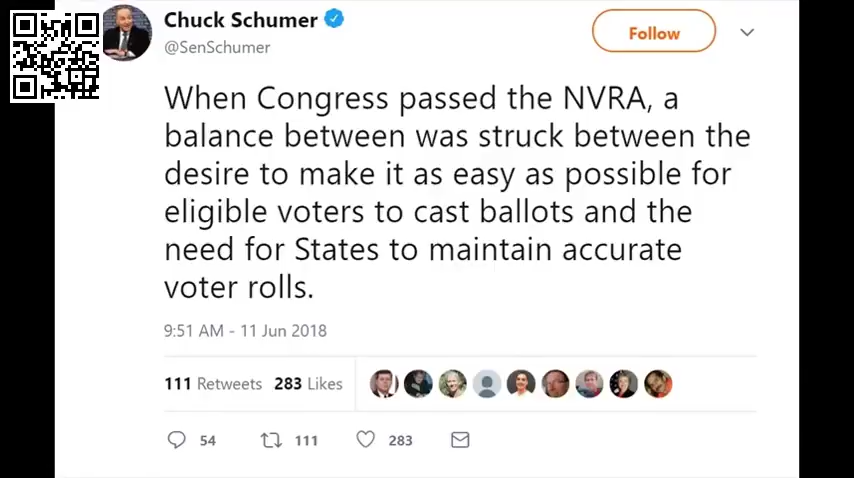 Chuck Schumer
@SenSchumer
Follow
When Congress passed the NVRA, a
balance between was struck between the
desire to make it as easy as possible for
eligible voters to cast ballots and the
need for States to maintain accurate
voter rolls.
9:51 AM - 11 Jun 2018
111 Retweets 283 Likes
54 111 283